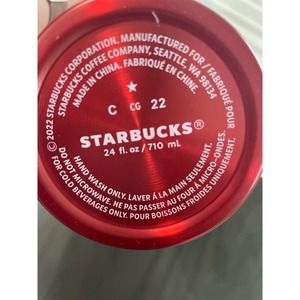 © 2022 STARBUCKS CORPORATION. MANUFACTURED FOR / FABRIQUÉ POUR
STARBUCKS COFFEE COMPANY, SEATTLE, WA 98134
MADE IN CHINA. FABRIQUÉ EN CHINE.
C CG 22
STARBUCKS®
24 fl. oz / 710 mL
HAND WASH ONLY. LAVER À LA MAIN SEULEMENT.
DO NOT MICROWAVE. NE PAS PASSER AU FOUR À MICRO-ONDES.
FOR COLD BEVERAGES ONLY. POUR BOISSONS FROIDES UNIQUEMENT.